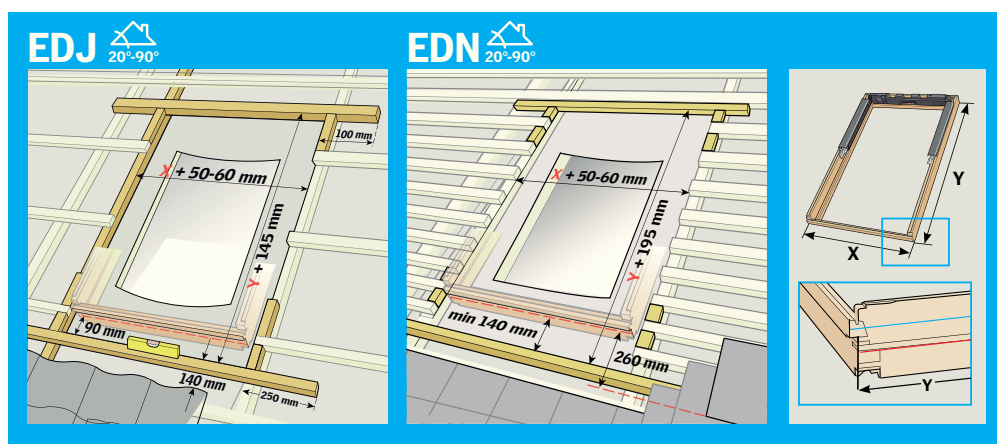 EDJ
20°-90°
100 mm
X + 50-60 mm
Y + 145 mm
90 mm
140 mm
250 mm
EDN
20°-90°
X + 50-60 mm
Y + 195 mm
min 140 mm
260 mm
Y
X
Y